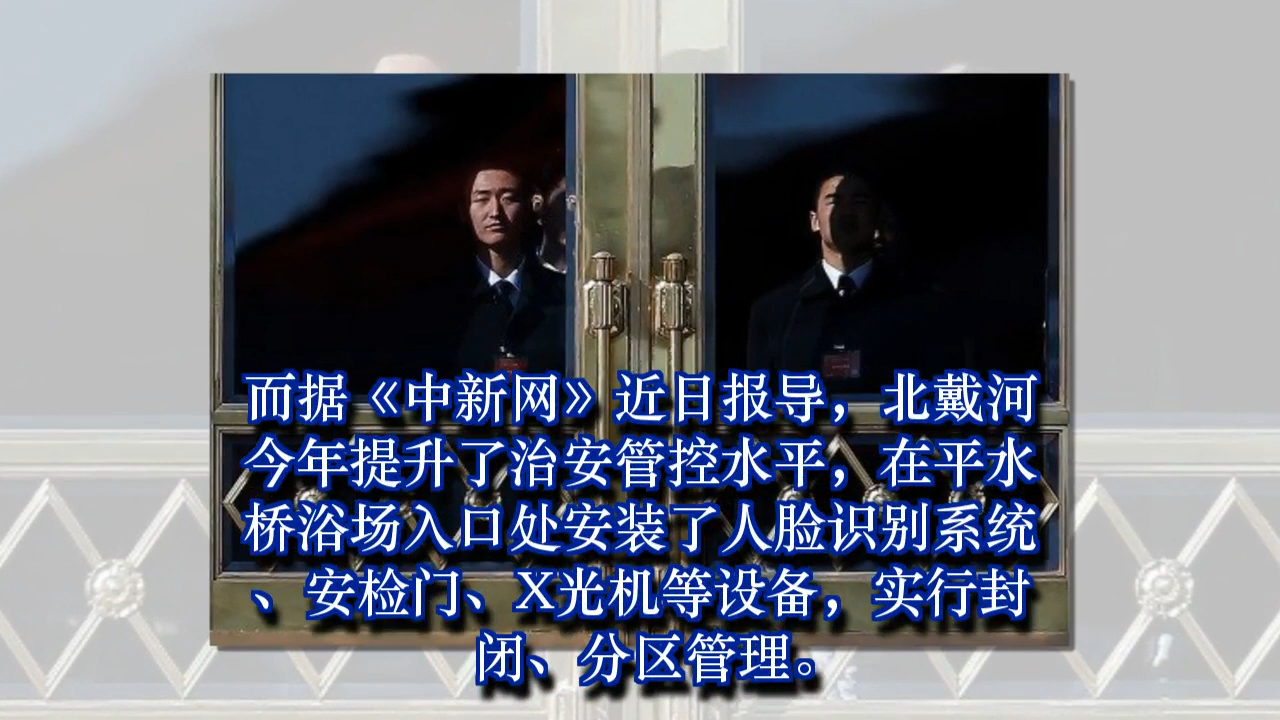 而据《中新网》近日报导，北戴河
今年提升了治安管控水平，在平水
桥浴场入口处安装了人脸识别系统
、安检门、X光机等设备，实行封
闭、分区管理。